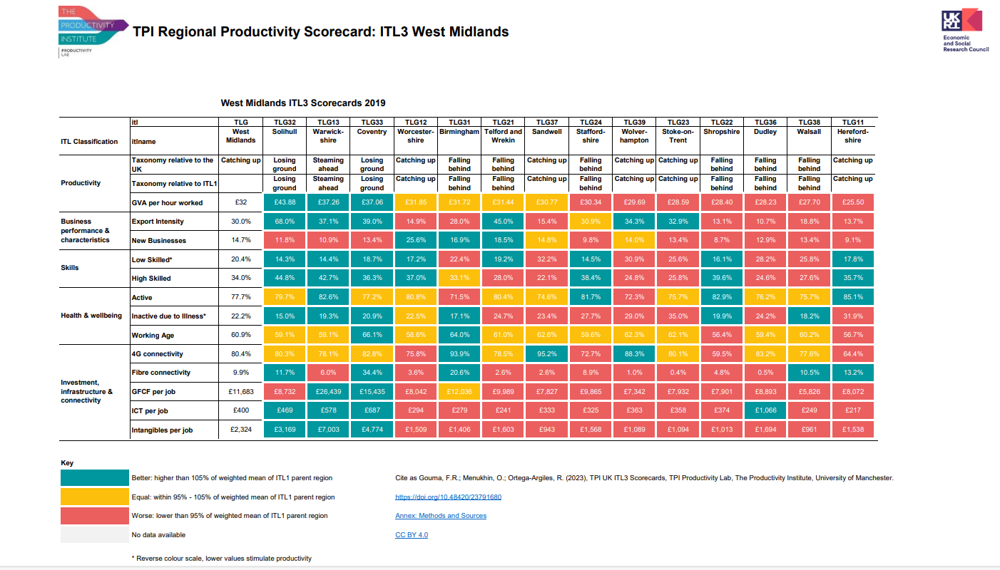 THE
PRODUCTIVITY
INSTITUTE
PRODUCTIVITY
LAB
TPI Regional Productivity Scorecard: ITL3 West Midlands
UK
RI
Economic
and Social
Research Council
West Midlands ITL3 Scorecards 2019
ITL Classification
itl TLG TLG32 TLG13 TLG33 TLG12 TLG31 TLG21 TLG37 TLG24 TLG39 TLG23 TLG22 TLG36 TLG38 TLG11
itlname West Midlands Solihull Warwick-shire Coventry Worcester-shire Birmingham Telford and Wrekin Sandwell Stafford-shire Wolver-hampton Stoke-on-Trent Shropshire Dudley Walsall Hereford-shire
Productivity
Taxonomy relative to the UK Catching up Losing ground Steaming ahead Losing ground Catching up Falling behind Falling behind Catching up Falling behind Catching up Catching up Falling behind Falling behind Falling behind Catching up
Taxonomy relative to ITL1 Losing ground Steaming ahead Losing ground Catching up Falling behind Falling behind Catching up Falling behind Catching up Catching up Falling behind Falling behind Falling behind Catching up
GVA per hour worked £32 £43.88 £37.26 £37.06 £31.85 £31.72 £31.44 £30.77 £30.34 £29.69 £28.59 £28.40 £28.23 £27.70 £25.50
Business performance & characteristics
Export Intensity 30.0% 68.0% 37.1% 39.0% 14.9% 28.0% 45.0% 15.4% 30.9% 34.3% 32.9% 13.1% 10.7% 18.8% 13.7%
New Businesses 14.7% 11.8% 10.9% 13.4% 25.6% 16.9% 18.5% 14.8% 9.8% 14.0% 13.4% 8.7% 12.9% 13.4% 9.1%
Skills
Low Skilled* 20.4% 14.3% 14.4% 18.7% 17.2% 22.4% 19.2% 32.2% 14.5% 30.9% 25.6% 16.1% 28.2% 25.8% 17.8%
High Skilled 34.0% 44.8% 42.7% 36.3% 37.0% 33.1% 28.0% 22.1% 38.4% 24.8% 25.8% 39.6% 24.6% 27.6% 35.7%
Health & wellbeing
Active 77.7% 79.7% 82.6% 77.2% 80.8% 71.5% 80.4% 74.6% 81.7% 72.3% 75.7% 82.9% 76.2% 75.7% 85.1%
Inactive due to Illness* 22.2% 15.0% 19.3% 20.9% 22.5% 17.1% 24.7% 23.4% 27.7% 29.0% 35.0% 19.9% 24.2% 18.2% 31.9%
Working Age 60.9% 59.1% 59.1% 66.1% 58.6% 64.0% 61.0% 62.6% 59.6% 62.3% 62.1% 56.4% 59.4% 60.2% 56.7%
Investment, infrastructure & connectivity
4G connectivity 80.4% 80.3% 78.1% 82.8% 75.8% 93.9% 78.5% 95.2% 72.7% 88.3% 80.1% 59.5% 83.2% 77.6% 64.4%
Fibre connectivity 9.9% 11.7% 6.0% 34.4% 3.6% 20.6% 2.6% 2.6% 8.9% 1.0% 0.4% 4.8% 0.5% 10.5% 13.2%
GFCF per job £11,683 £8,732 £26,439 £15,435 £8,042 £12,036 £9,989 £7,827 £9,865 £7,342 £7,932 £7,901 £8,893 £5,826 £8,072
ICT per job £400 £469 £578 £687 £294 £279 £241 £333 £325 £363 £358 £374 £1,066 £249 £217
Intangibles per job £2,324 £3,169 £7,003 £4,774 £1,509 £1,406 £1,603 £943 £1,568 £1,089 £1,094 £1,013 £1,694 £961 £1,538
Key
Better: higher than 105% of weighted mean of ITL1 parent region
Equal: within 95% - 105% of weighted mean of ITL1 parent region
Worse: lower than 95% of weighted mean of ITL1 parent region
No data available
* Reverse colour scale, lower values stimulate productivity
Cite as Gouma, F.R.; Menukhin, O.; Ortega-Argiles, R. (2023), TPI UK ITL3 Scorecards, TPI Productivity Lab, The Productivity Institute, University of Manchester.
https://doi.org/10.48420/23791680
Annex: Methods and Sources
CC BY 4.0